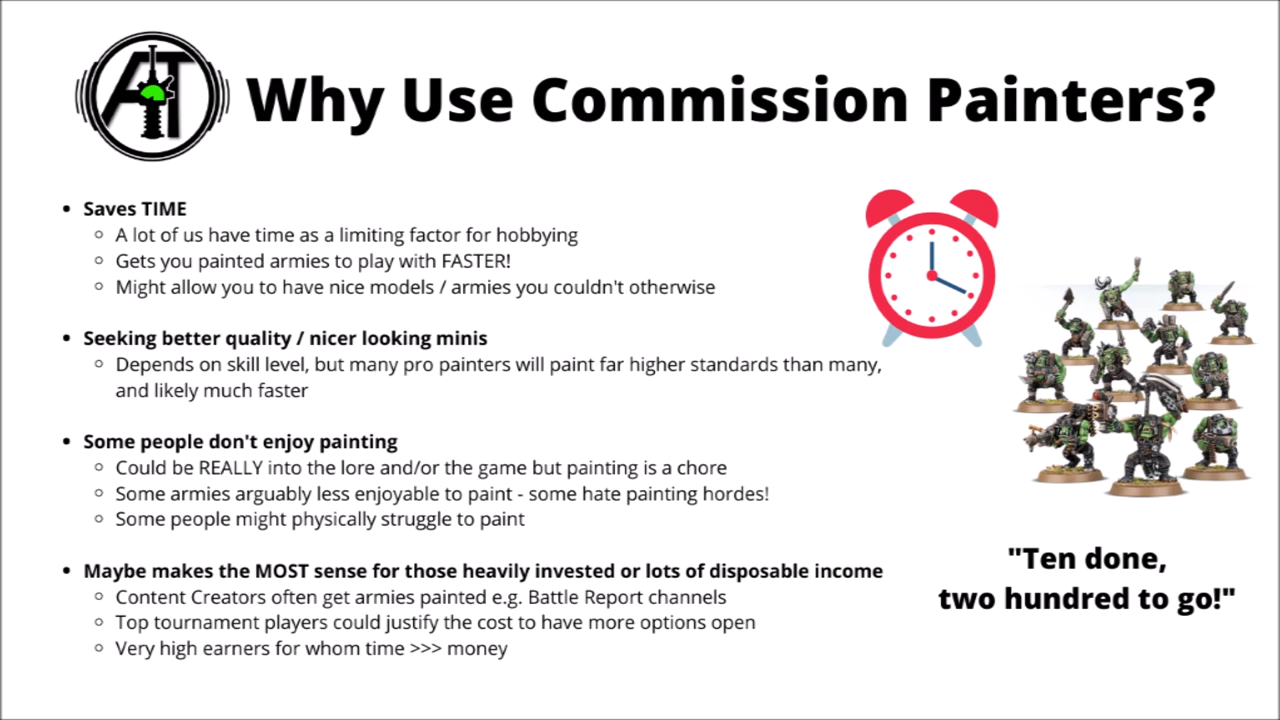 AT
Why Use Commission Painters?
• Saves TIME
◦ A lot of us have time as a limiting factor for hobbying
◦ Gets you painted armies to play with FASTER!
◦ Might allow you to have nice models / armies you couldn't otherwise
• Seeking better quality / nicer looking minis
◦ Depends on skill level, but many pro painters will paint far higher standards than many,
and likely much faster
• Some people don't enjoy painting
◦ Could be REALLY into the lore and/or the game but painting is a chore
◦ Some armies arguably less enjoyable to paint - some hate painting hordes!
◦ Some people might physically struggle to paint
• Maybe makes the MOST sense for those heavily invested or lots of disposable income
◦ Content Creators often get armies painted e.g. Battle Report channels
◦ Top tournament players could justify the cost to have more options open
◦ Very high earners for whom time >>> money
"Ten done,
two hundred to go!"